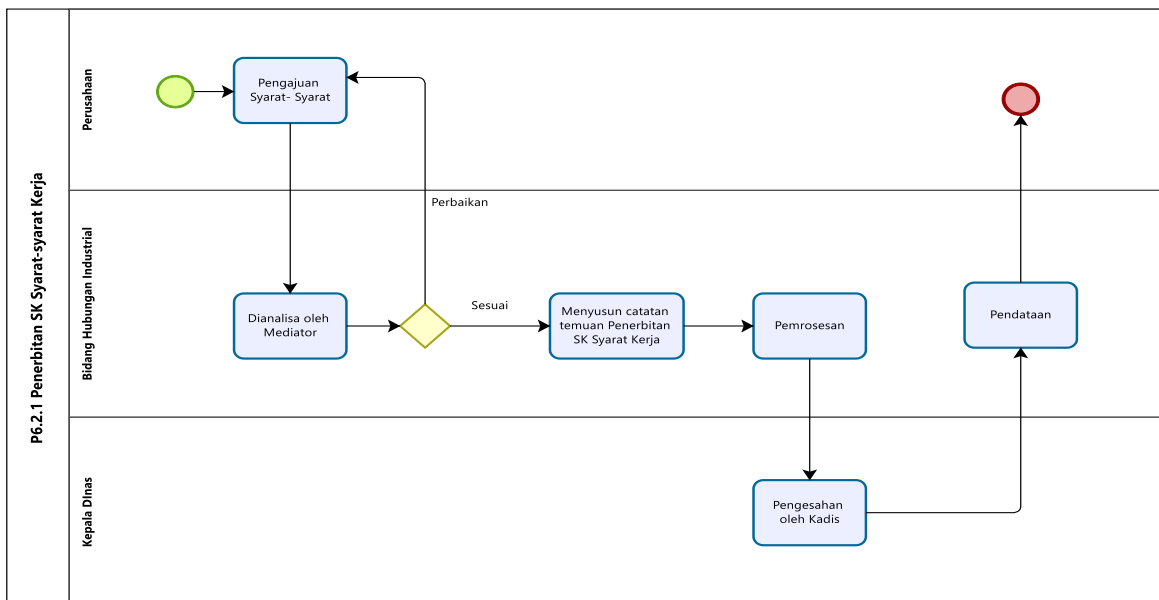 P6.2.1 Penerbitan SK Syarat-syarat Kerja
Perusahaan
Pengajuan
Syarat- Syarat
Perbaikan
Bidang Hubungan Industrial
Dianalisa oleh
Mediator
Sesuai
Menyusun catatan
temuan Penerbitan
SK Syarat Kerja
Pemrosesan
Pendataan
Kepala DInas
Pengesahan
oleh Kadis